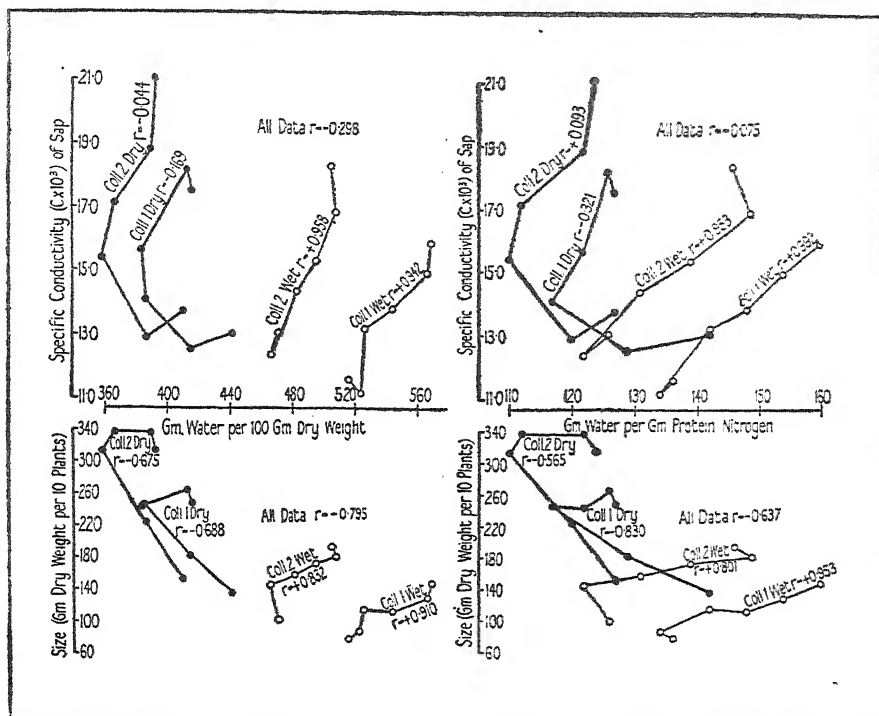 Specific Conductivity (C×10³) of Sap
21·0
19·0
17·0
15·0
13·0
11·0
Coll. 2 Dry r=-0·044
Coll 1 Dry r=-0·169
All Data r=-0·298
Coll 2 Wet r=+0·958
Coll 1 Wet r=+0·942
360
400
440
480
520
560
Gm. Water per 100 Gm Dry Weight
Specific Conductivity (C×10³) of Sap
21·0
19·0
17·0
15·0
13·0
11·0
Coll. 2 Dry r=+0·093
Coll 1 Dry r=-0·321
All Data r=-0·075
Coll 2 Wet r=+0·953
Wet r=+0·992
110
120
130
140
150
160
Gm Water per Gm Protein Nitrogen
Size (Gm Dry Weight per 10 Plants)
340
300
260
220
180
140
100
60
Coll.2 Dry
r=-0·675
Coll 1 Dry
r=-0·688
All Data r=-0·795
Coll.2 Wet
r=+0·832
Coll 1 Wet
r=+0·910
Size (Gm Dry Weight per 10 Plants)
340
300
260
220
180
140
100
60
Coll.2 Dry
r=-0·565
Coll 1 Dry
r=-0·830
All Data r=-0·637
Coll.2 Wet
r=+0·801
Coll 1 Wet r=+0·953